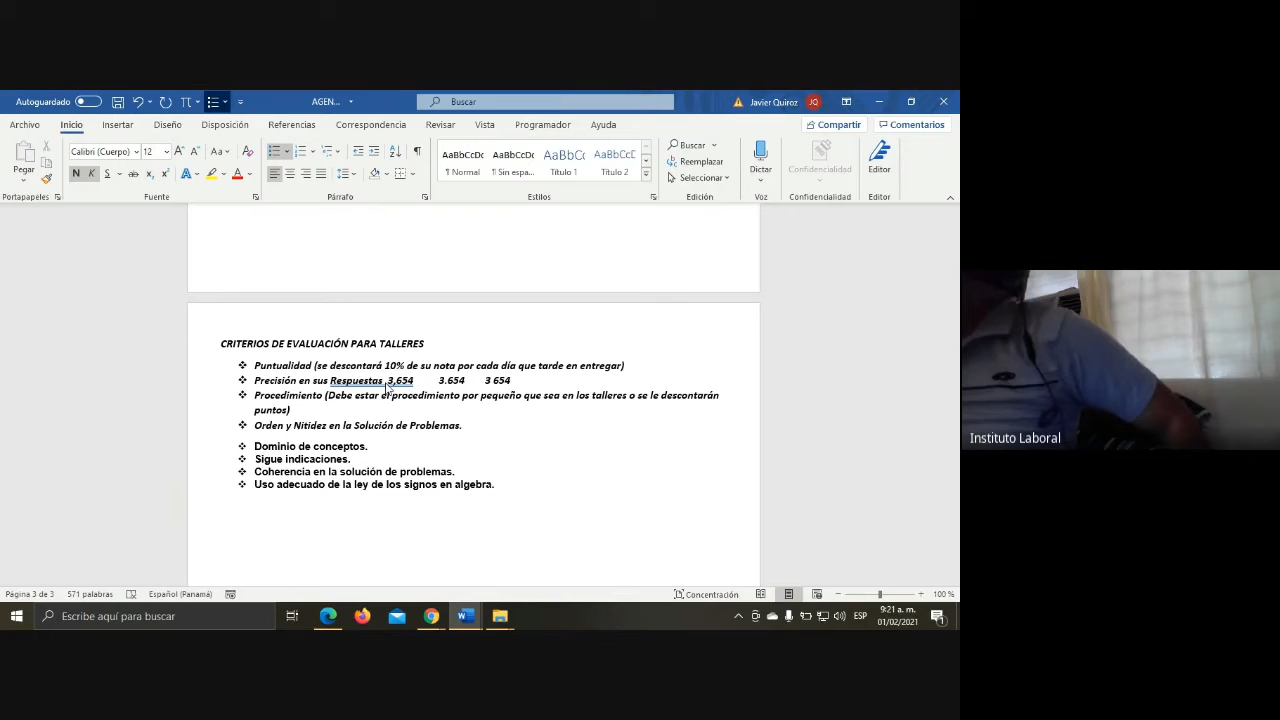 Autoguardado
AGEN...
Buscar
Javier Quiroz
JQ
Archivo
Inicio
Insertar
Diseño
Disposición
Referencias
Correspondencia
Revisar
Vista
Programador
Ayuda
Compartir
Comentarios
Pegar
Portapapeles
Calibri (Cuerpo)
12
Aa
N K S ab x₂ x²
Fuente
Párrafo
AaBbCcDc AaBbCcDc AaBbCc AaBbCcD
¶ Normal
¶ Sin espa...
Título 1
Título 2
Estilos
Buscar
Reemplazar
Seleccionar
Edición
Dictar
Voz
Confidencialidad
Confidencialidad
Editor
Editor
CRITERIOS DE EVALUACIÓN PARA TALLERES
❖ Puntualidad (se descontará 10% de su nota por cada día que tarde en entregar)
❖ Precisión en sus Respuestas 3,654 3.654 3 654
❖ Procedimiento (Debe estar el procedimiento por pequeño que sea en los talleres o se le descontarán
puntos)
❖ Orden y Nitidez en la Solución de Problemas.
❖ Dominio de conceptos.
❖ Sigue indicaciones.
❖ Coherencia en la solución de problemas.
❖ Uso adecuado de la ley de los signos en algebra.
Instituto Laboral
Página 3 de 3
571 palabras
Español (Panamá)
Concentración
100 %
Escribe aquí para buscar
ESP
9:21 a. m.
01/02/2021
1